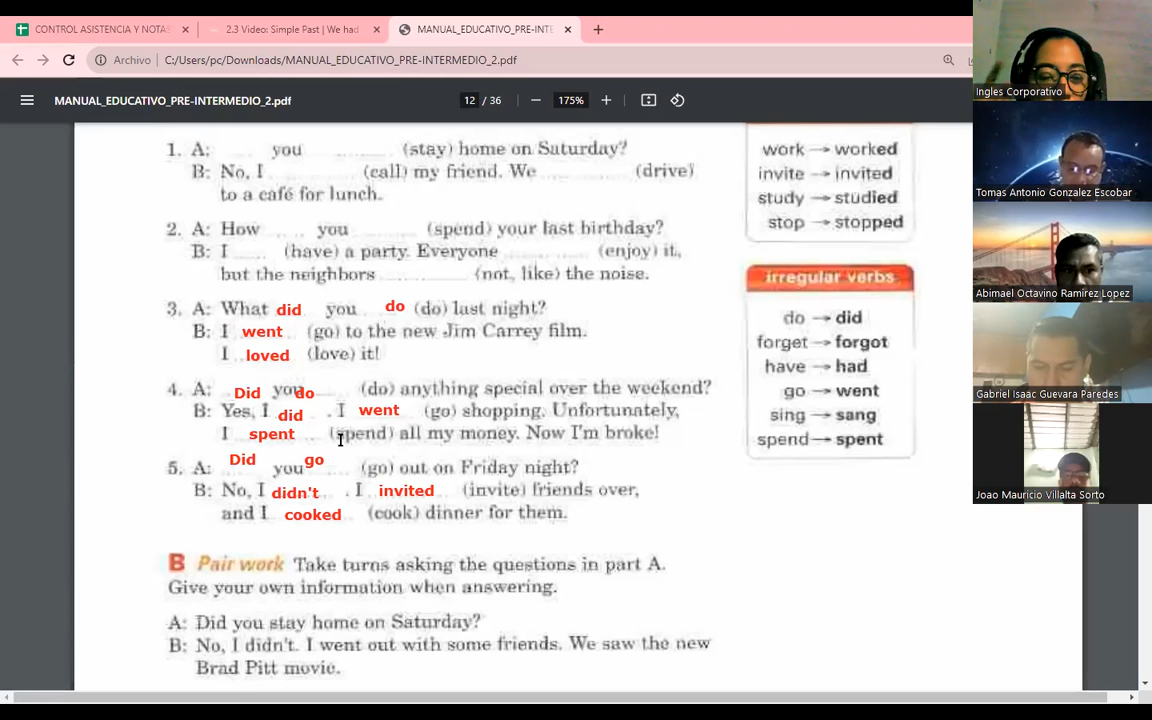 CONTROL ASISTENCIA Y NOTAS
2.3 Video: Simple Past | We had
MANUAL_EDUCATIVO_PRE-INTE
Archivo
C:/Users/pc/Downloads/MANUAL_EDUCATIVO_PRE-INTERMEDIO_2.pdf
MANUAL_EDUCATIVO_PRE-INTERMEDIO_2.pdf
12 / 36
175%
1. A: you (stay) home on Saturday?
B: No, I (call) my friend. We (drive)
to a café for lunch.
2. A: How you (spend) your last birthday?
B: I (have) a party. Everyone (enjoy) it,
but the neighbors (not, like) the noise.
3. A: What did you do (do) last night?
B: I went (go) to the new Jim Carrey film.
I loved (love) it!
4. A: Did you do (do) anything special over the weekend?
B: Yes, I did . I went (go) shopping. Unfortunately,
I spent (spend) all my money. Now I'm broke!
5. A: Did you go (go) out on Friday night?
B: No, I didn't . I invited (invite) friends over,
and I cooked (cook) dinner for them.
B Pair work Take turns asking the questions in part A.
Give your own information when answering.
A: Did you stay home on Saturday?
B: No, I didn't. I went out with some friends. We saw the new
Brad Pitt movie.
work → worked
invite → invited
study → studied
stop → stopped
irregular verbs
do → did
forget → forgot
have → had
go → went
sing → sang
spend → spent
Ingles Corporativo
Tomas Antonio Gonzalez Escobar
Abimael Octavino Ramírez Lopez
Gabriel Isaac Guevara Paredes
Joao Mauricio Villalta Sorto